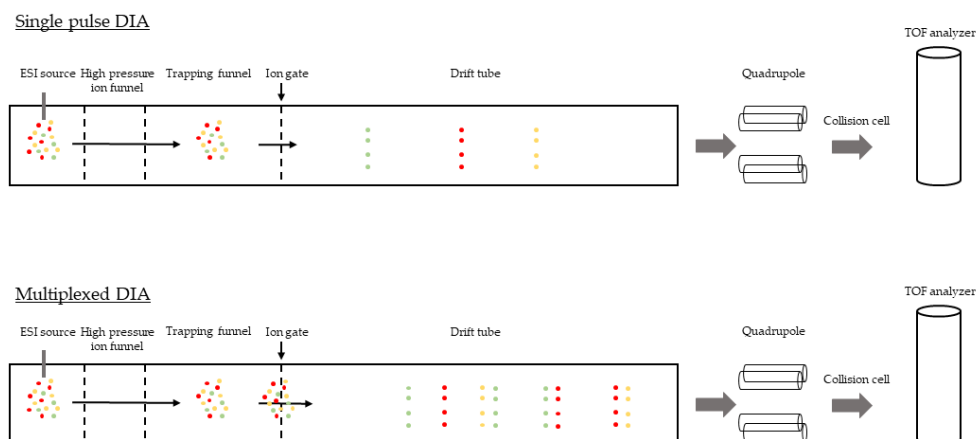 Single pulse DIA
TOF analyzer
ESI source High pressure Trapping funnel Ion gate Drift tube Quadrupole
ion funnel
Collision cell
Multiplexed DIA
TOF analyzer
ESI source High pressure Trapping funnel Ion gate Drift tube Quadrupole
ion funnel
Collision cell